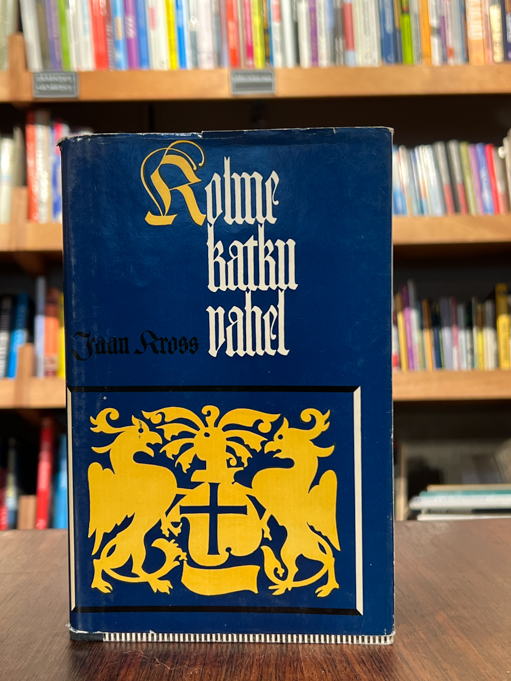 Kolme
katku
vahel
Jaan Kross